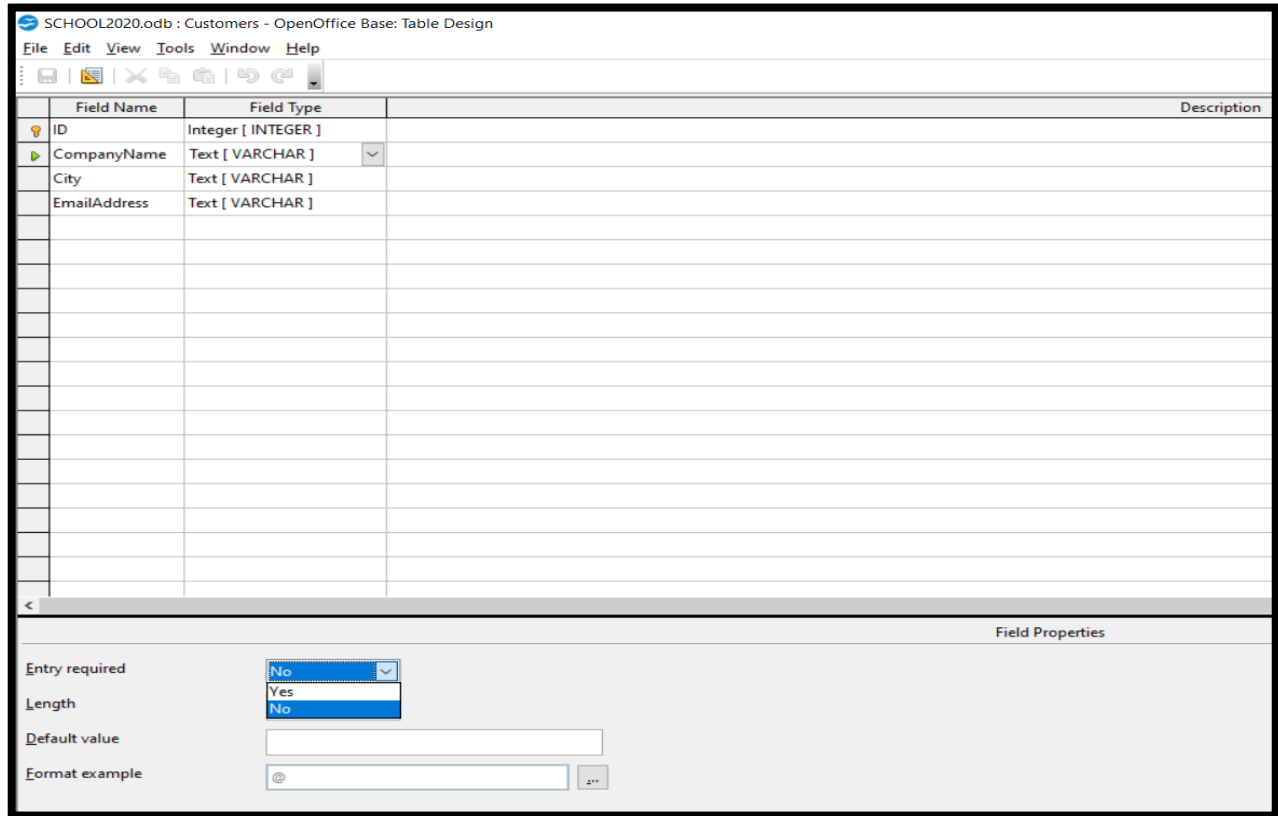 SCHOOL2020.odb : Customers - OpenOffice Base: Table Design
File Edit View Tools Window Help
Field Name Field Type Description
ID Integer [ INTEGER ]
CompanyName Text [ VARCHAR ]
City Text [ VARCHAR ]
EmailAddress Text [ VARCHAR ]
Field Properties
Entry required No
Yes
Length No
Default value
Format example @ ...